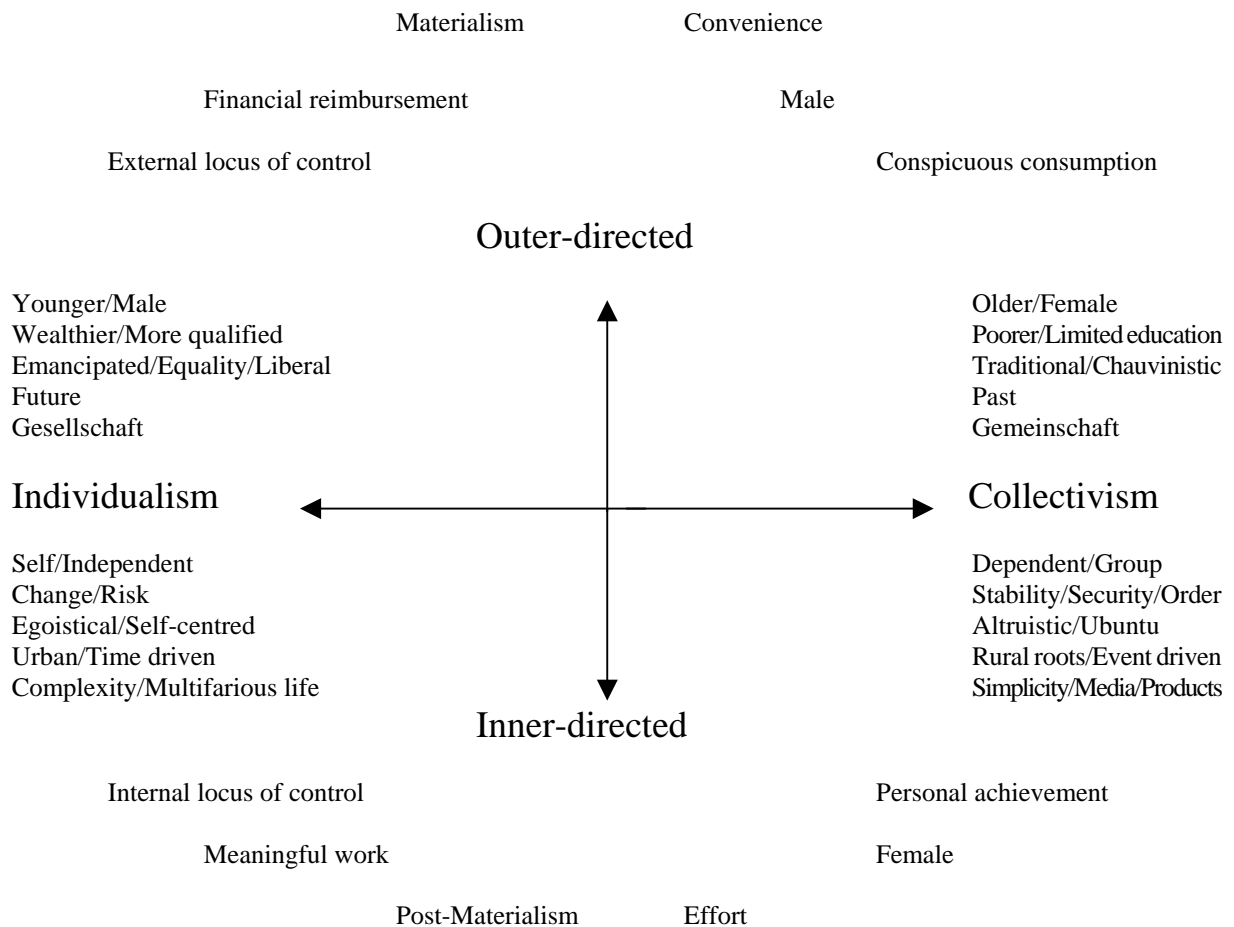 Materialism Convenience
Financial reimbursement Male
External locus of control Conspicuous consumption
Outer-directed
Younger/Male Older/Female
Wealthier/More qualified Poorer/Limited education
Emancipated/Equality/Liberal Traditional/Chauvinistic
Future Past
Gesellschaft Gemeinschaft
Individualism Collectivism
Self/Independent Dependent/Group
Change/Risk Stability/Security/Order
Egoistical/Self-centred Altruistic/Ubuntu
Urban/Time driven Rural roots/Event driven
Complexity/Multifarious life Simplicity/Media/Products
Inner-directed
Internal locus of control Personal achievement
Meaningful work Female
Post-Materialism Effort